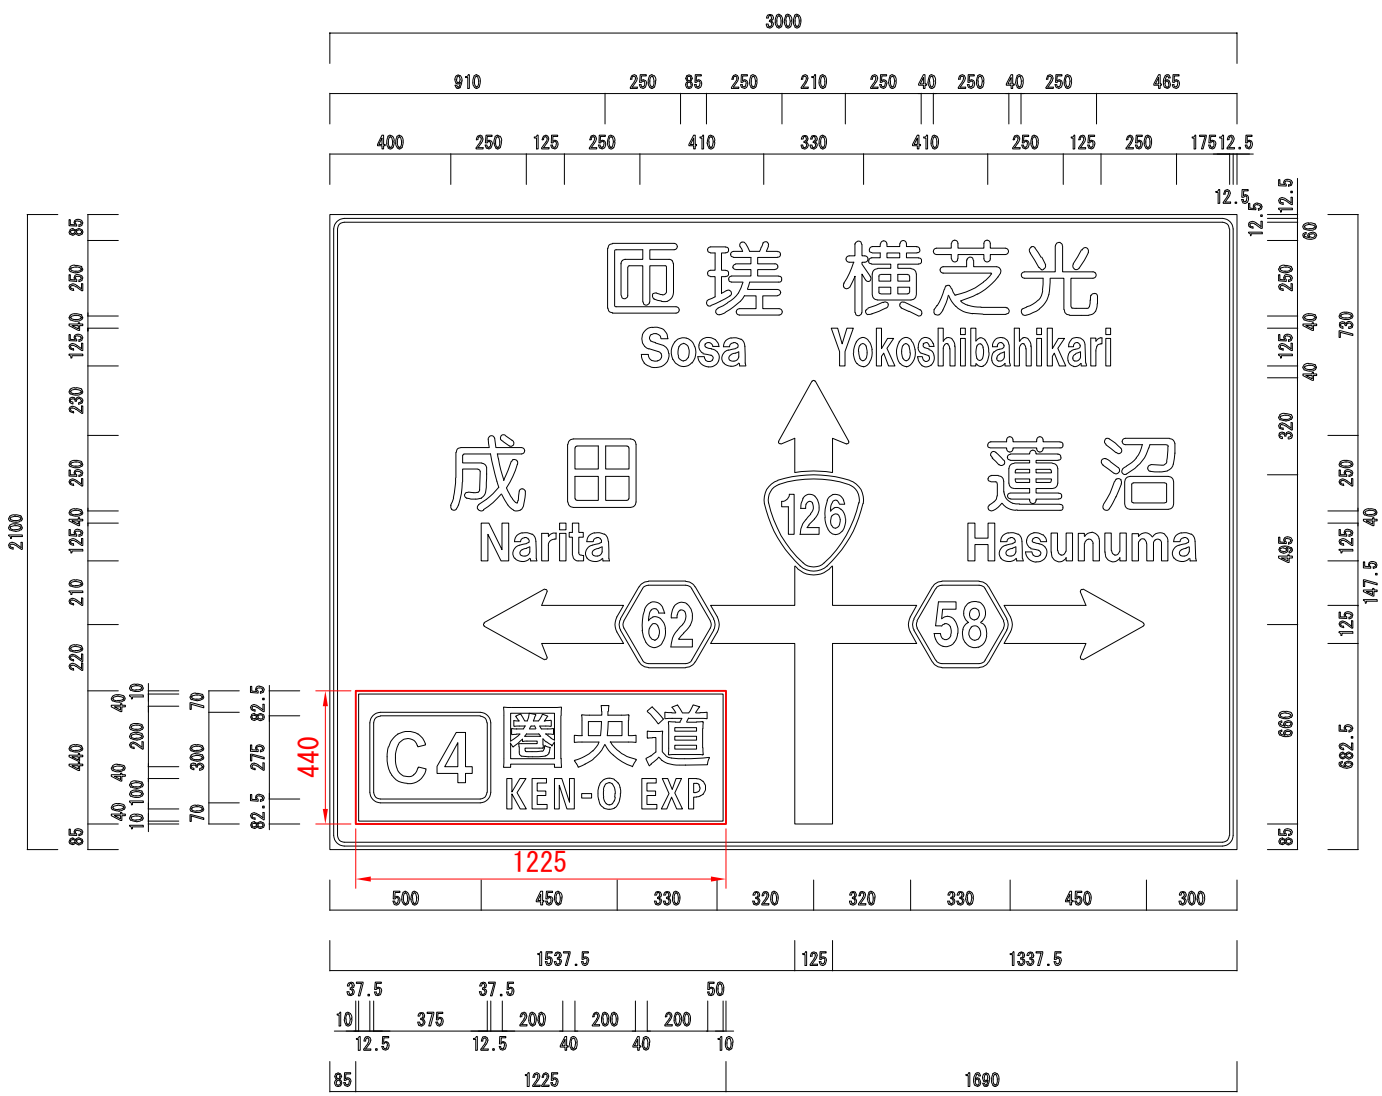 3000
910 250 85 250 210 250 40 250 40 250 465
400 250 125 250 410 330 410 250 125 250 175 12.5
12.5
12.5 12.5
85 250 40 125 230 250 40 125 210 220 440 85
2100
60 250 40 125 40 320 495 660 85
730 250 40 125 147.5 125 682.5
匝瑳 横芝光
Sosa Yokoshibahikari
成田 蓮沼
Narita Hasunuma
126
62 58
C4 圏央道
KEN-O EXP
10 40 200 40 100 40 10
70 300 70
82.5 275 82.5
440
1225
500 450 330 320 320 330 450 300
1537.5 125 1337.5
37.5 37.5 50
10 375 200 200 200
12.5 12.5 40 40 10
85 1225 1690